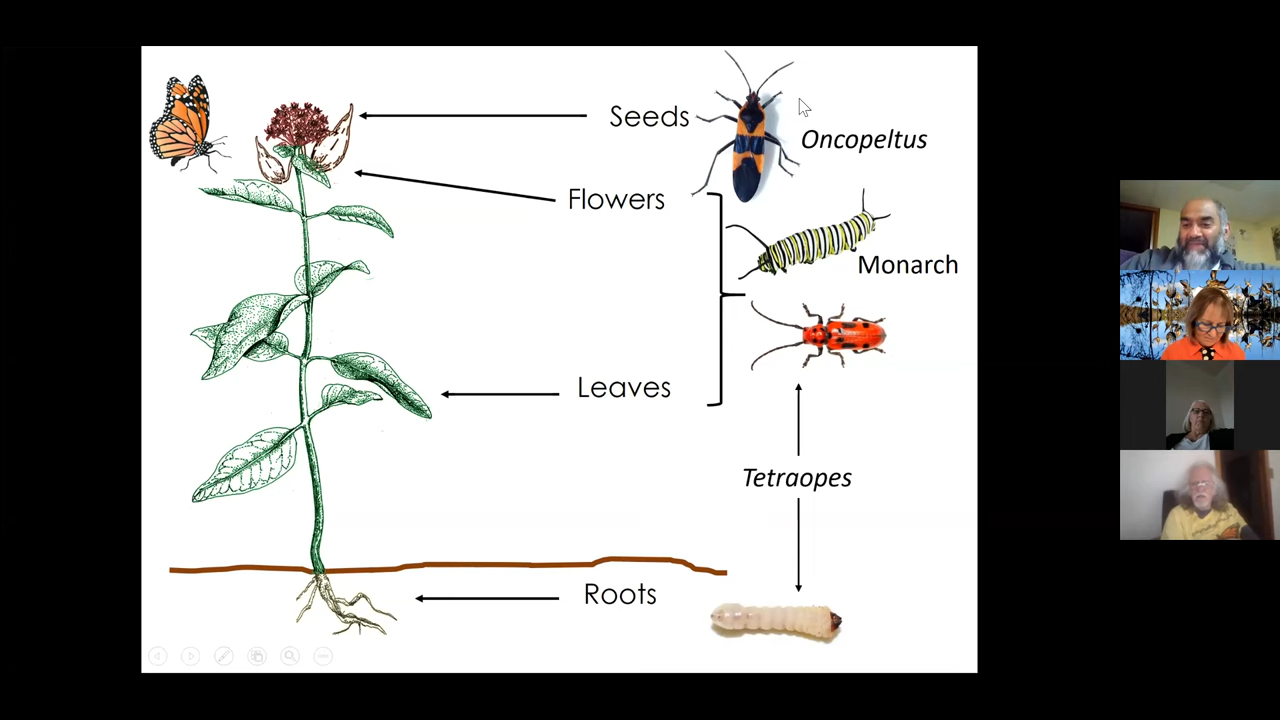 Seeds
Oncopeltus
Flowers
Monarch
Leaves
Tetraopes
Roots